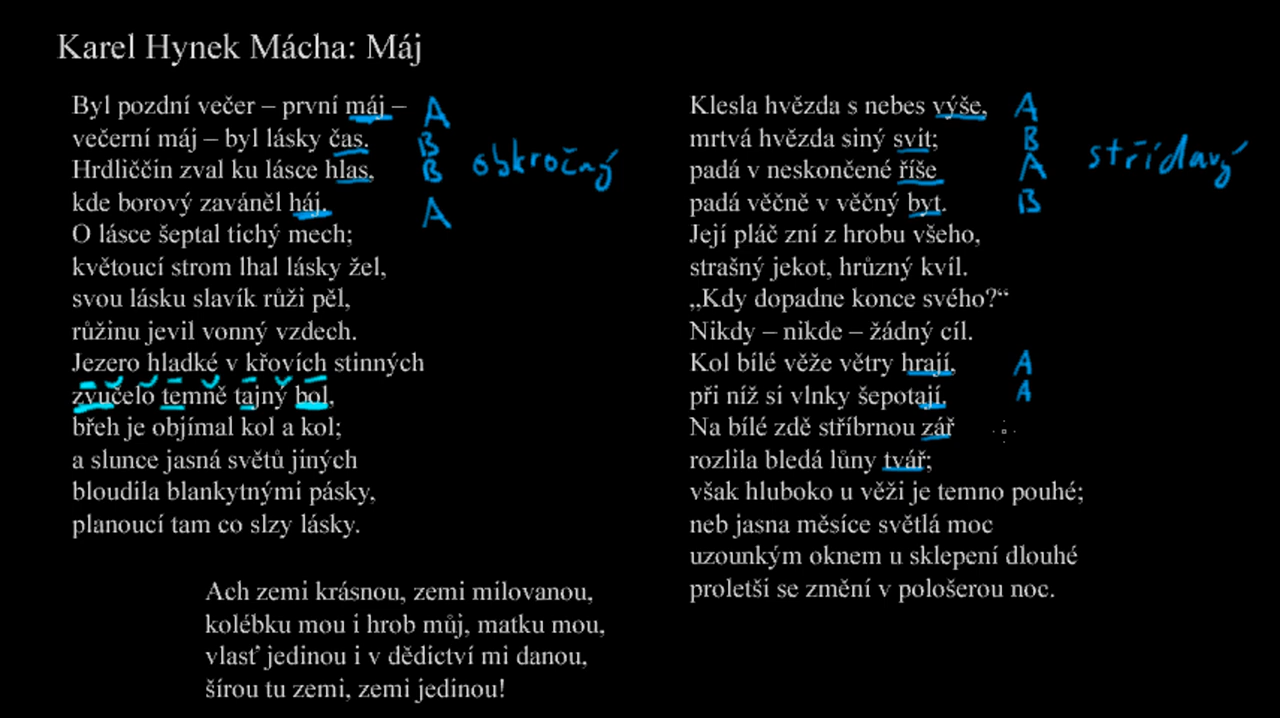 Karel Hynek Mácha: Máj
Byl pozdní večer – první máj – A
večerní máj – byl lásky čas. B
Hrdliččin zval ku lásce hlas, B obkročný
kde borový zaváněl háj. A
O lásce šeptal tichý mech;
květoucí strom lhal lásky žel,
svou lásku slavík růži pěl,
růžinu jevil vonný vzdech.
Jezero hladké v křovích stinných
zvučelo temně tajný bol,
břeh je objímal kol a kol;
a slunce jasná světů jiných
bloudila blankytnými pásky,
planoucí tam co slzy lásky.
Ach zemi krásnou, zemi milovanou,
kolébku mou i hrob můj, matku mou,
vlasť jedinou i v dědictví mi danou,
šírou tu zemi, zemi jedinou!
Klesla hvězda s nebes výše, A
mrtvá hvězda siný svit; B
padá v neskončené říše A střídavý
padá věčně v věčný byt. B
Její pláč zní z hrobu všeho,
strašný jekot, hrůzný kvíl.
„Kdy dopadne konce svého?“
Nikdy – nikde – žádný cíl.
Kol bílé věže větry hrají, A
při níž si vlnky šepotají. A
Na bílé zdě stříbrnou zář
rozlila bledá lůny tvář;
však hluboko u věži je temno pouhé;
neb jasna měsíce světlá moc
uzounkým oknem u sklepení dlouhé
proletši se změní v pološerou noc.